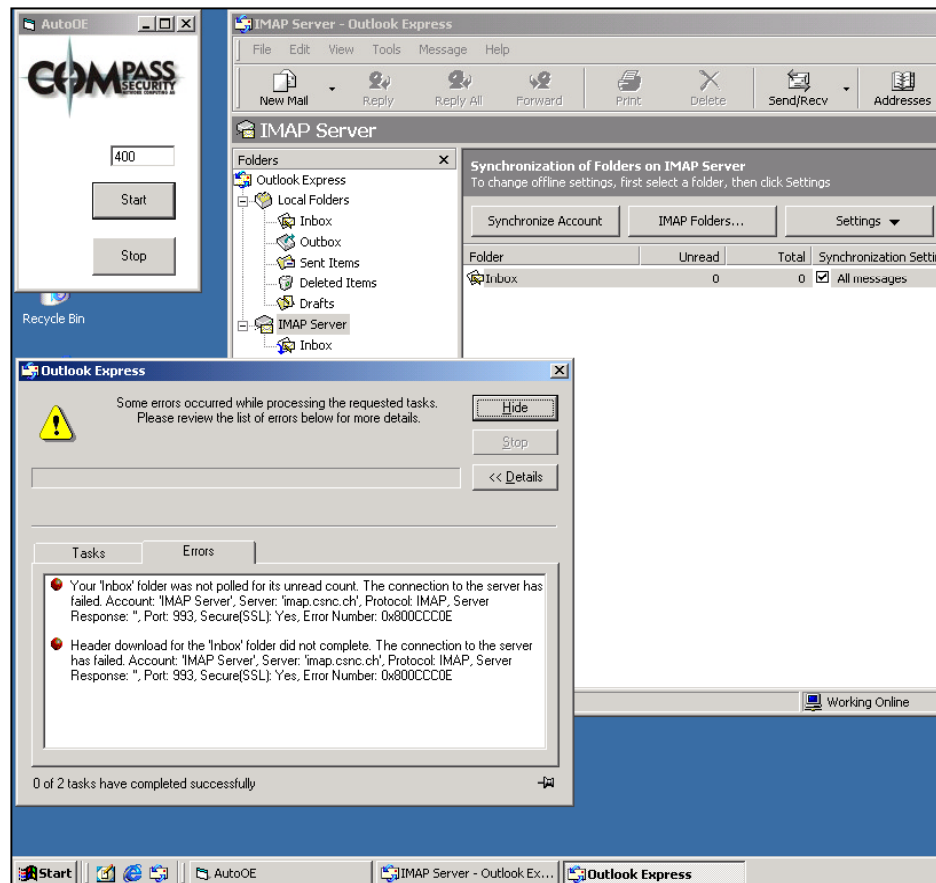 AutoOE
COMPASS
SECURITY
NETWORK COMPUTING AG
400
Start
Stop
Recycle Bin
IMAP Server - Outlook Express
File Edit View Tools Message Help
New Mail Reply Reply All Forward Print Delete Send/Recv Addresses
IMAP Server
Folders
Outlook Express
Local Folders
Inbox
Outbox
Sent Items
Deleted Items
Drafts
IMAP Server
Inbox
Synchronization of Folders on IMAP Server
To change offline settings, first select a folder, then click Settings
Synchronize Account IMAP Folders... Settings
Folder Unread Total Synchronization Setti
Inbox 0 0 All messages
Working Online
Outlook Express
Some errors occurred while processing the requested tasks.
Please review the list of errors below for more details.
Hide
Stop
<< Details
Tasks Errors
Your 'Inbox' folder was not polled for its unread count. The connection to the server has
failed. Account: 'IMAP Server', Server: 'imap.csnc.ch', Protocol: IMAP, Server
Response: '', Port: 993, Secure(SSL): Yes, Error Number: 0x800CCC0E
Header download for the 'Inbox' folder did not complete. The connection to the server
has failed. Account: 'IMAP Server', Server: 'imap.csnc.ch', Protocol: IMAP, Server
Response: '', Port: 993, Secure(SSL): Yes, Error Number: 0x800CCC0E
0 of 2 tasks have completed successfully
Start AutoOE IMAP Server - Outlook Ex... Outlook Express